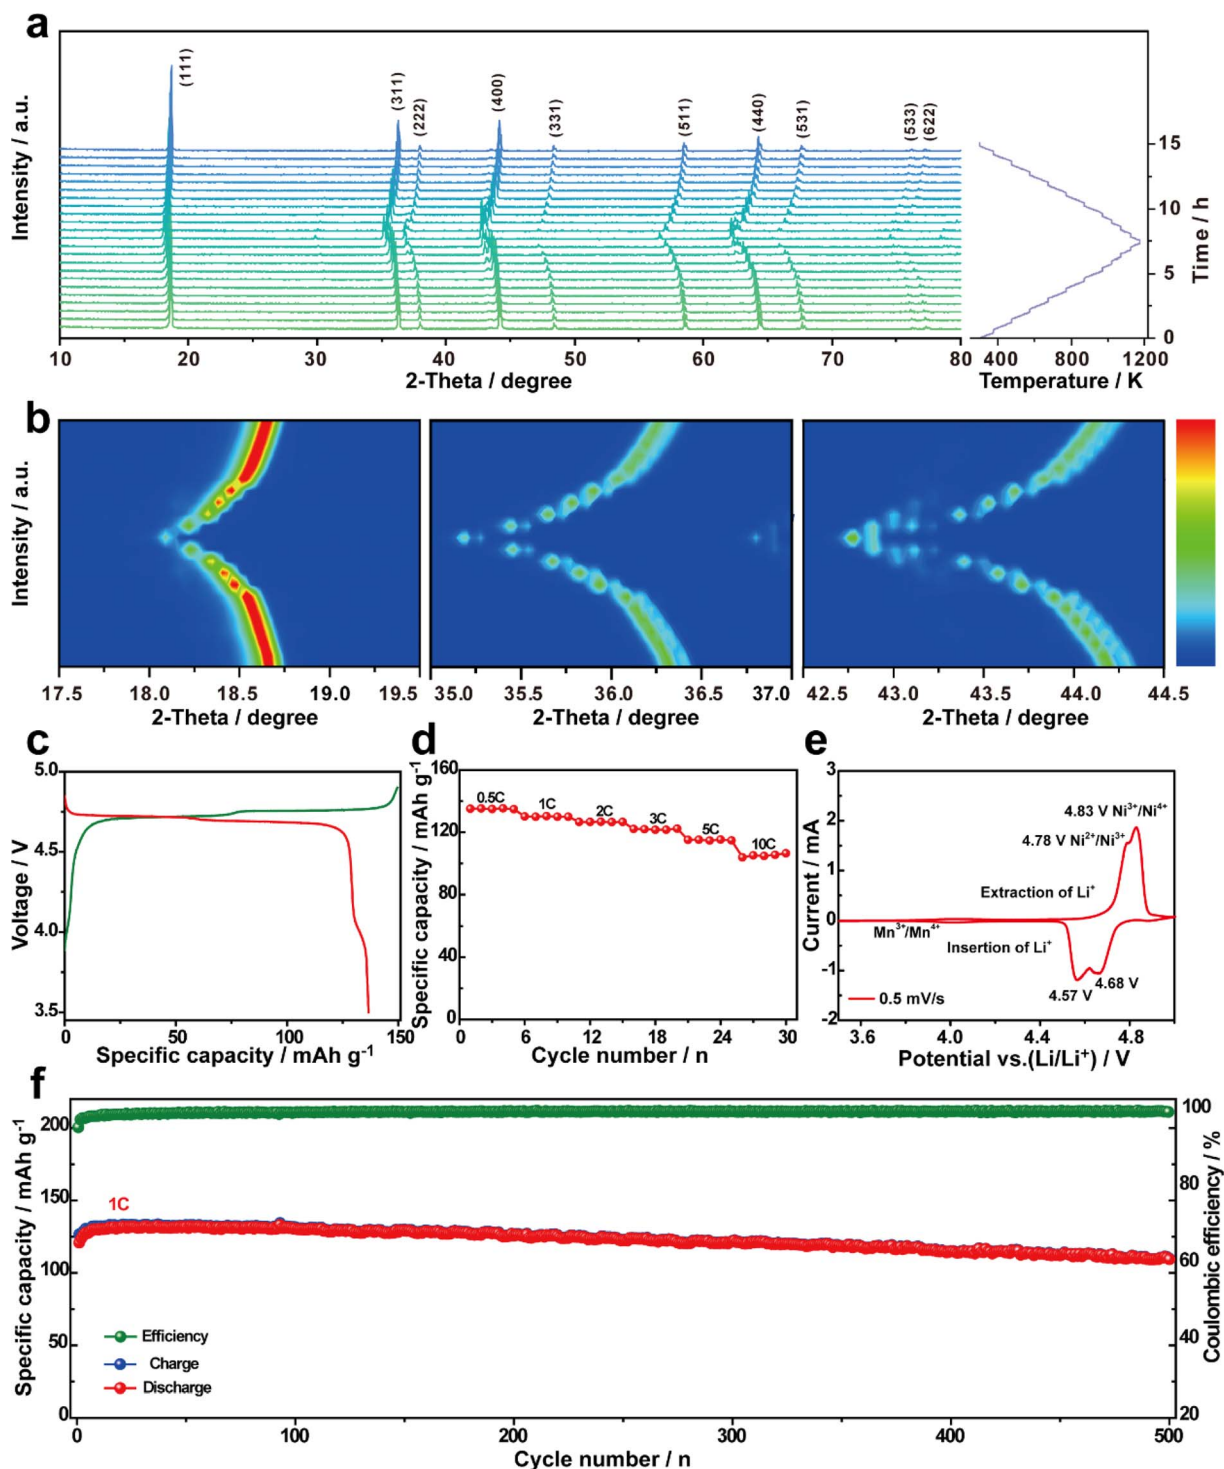 a
Intensity / a.u.
(111)
(311)
(222)
(400)
(331)
(511)
(440)
(531)
(533)
(622)
10 20 30 40 50 60 70 80
2-Theta / degree
15
10
5
0
Time / h
400 800 1200
Temperature / K
b
Intensity / a.u.
17.5 18.0 18.5 19.0 19.5
2-Theta / degree
35.0 35.5 36.0 36.5 37.0
2-Theta / degree
42.5 43.0 43.5 44.0 44.5
2-Theta / degree
c
Voltage / V
5.0
4.5
4.0
3.5
0 50 100 150
Specific capacity / mAh g⁻¹
d
Specific capacity / mAh g⁻¹
160
120
80
40
0
0.5C 1C 2C 3C 5C 10C
0 6 12 18 24 30
Cycle number / n
e
Current / mA
3
2
1
0
-1
-2
4.83 V Ni³⁺/Ni⁴⁺
4.78 V Ni²⁺/Ni³⁺
Extraction of Li⁺
Mn³⁺/Mn⁴⁺
Insertion of Li⁺
4.68 V
4.57 V
0.5 mV/s
3.6 4.0 4.4 4.8
Potential vs.(Li/Li⁺) / V
f
Specific capacity / mAh g⁻¹
200
150
100
50
0
1C
Efficiency
Charge
Discharge
100
80
60
40
20
Coulombic efficiency / %
0 100 200 300 400 500
Cycle number / n